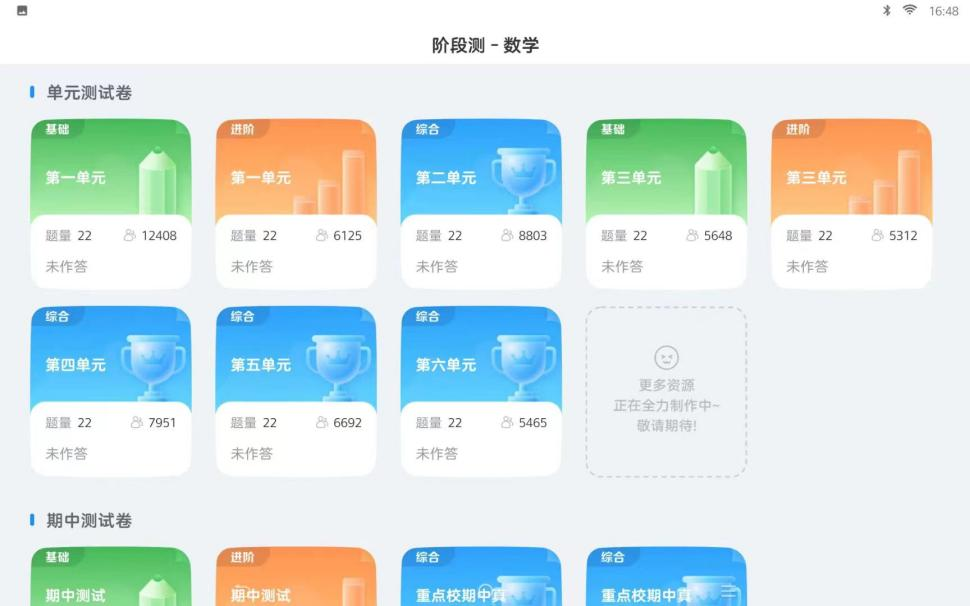 16:48
阶段测 - 数学
单元测试卷
基础
第一单元
题量 22 12408
未作答
进阶
第一单元
题量 22 6125
未作答
综合
第二单元
题量 22 8803
未作答
基础
第三单元
题量 22 5648
未作答
进阶
第三单元
题量 22 5312
未作答
综合
第四单元
题量 22 7951
未作答
综合
第五单元
题量 22 6692
未作答
综合
第六单元
题量 22 5465
未作答
更多资源
正在全力制作中~
敬请期待!
期中测试卷
基础
期中测试
进阶
期中测试
综合
重点校期中真
综合
重点校期中真